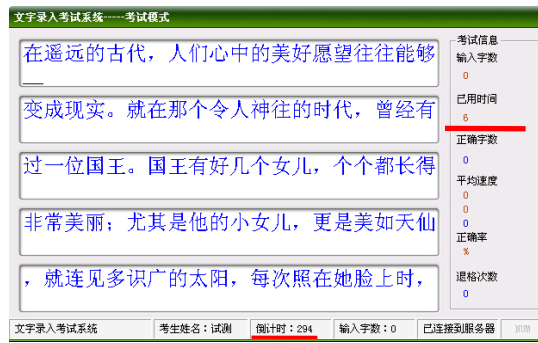 文字录入考试系统-----考试模式
在遥远的古代，人们心中的美好愿望往往能够
变成现实。就在那个令人神往的时代，曾经有
过一位国王。国王有好几个女儿，个个都长得
非常美丽；尤其是他的小女儿，更是美如天仙
，就连见多识广的太阳，每次照在她脸上时，
考试信息
输入字数
0
已用时间
6
正确字数
0
平均速度
0
0
0
正确率
%
退格次数
0
文字录入考试系统
考生姓名：试测
倒计时：294
输入字数：0
已连接到服务器
NUM